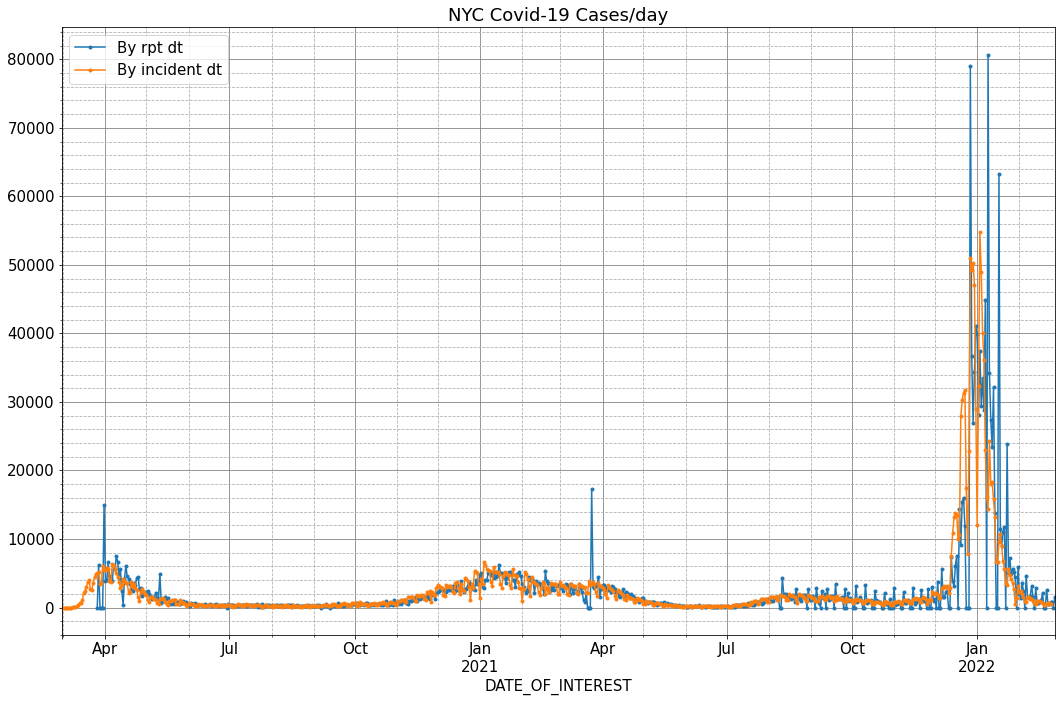 NYC Covid-19 Cases/day
By rpt dt
By incident dt
80000
70000
60000
50000
40000
30000
20000
10000
0
Apr Jul Oct Jan Apr Jul Oct Jan
2021 2022
DATE_OF_INTEREST